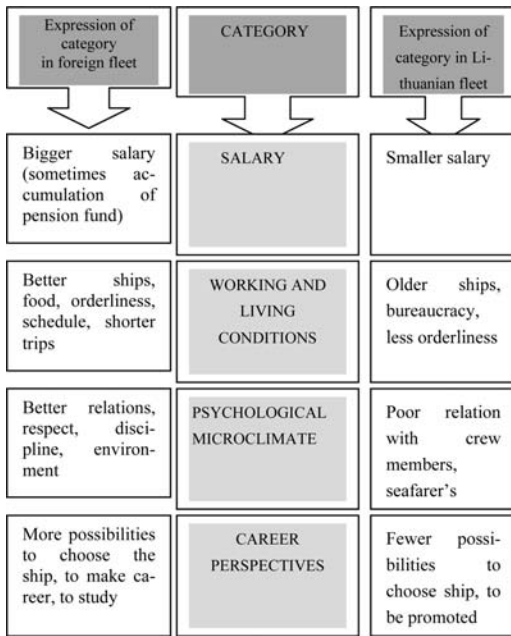 Expression of
category
in foreign fleet
CATEGORY
Expression of
category in Li-
thuanian fleet
Bigger salary
(sometimes ac-
cumulation of
pension fund)
SALARY
Smaller salary
Better ships,
food, orderliness,
schedule, shorter
trips
WORKING AND
LIVING
CONDITIONS
Older ships,
bureaucracy,
less orderliness
Better relations,
respect, disci-
pline, environ-
ment
PSYCHOLOGICAL
MICROCLIMATE
Poor relation
with crew
members,
seafarer's
More possibilities
to choose the
ship, to make ca-
reer, to study
CAREER
PERSPECTIVES
Fewer possi-
bilities to
choose ship, to
be promoted